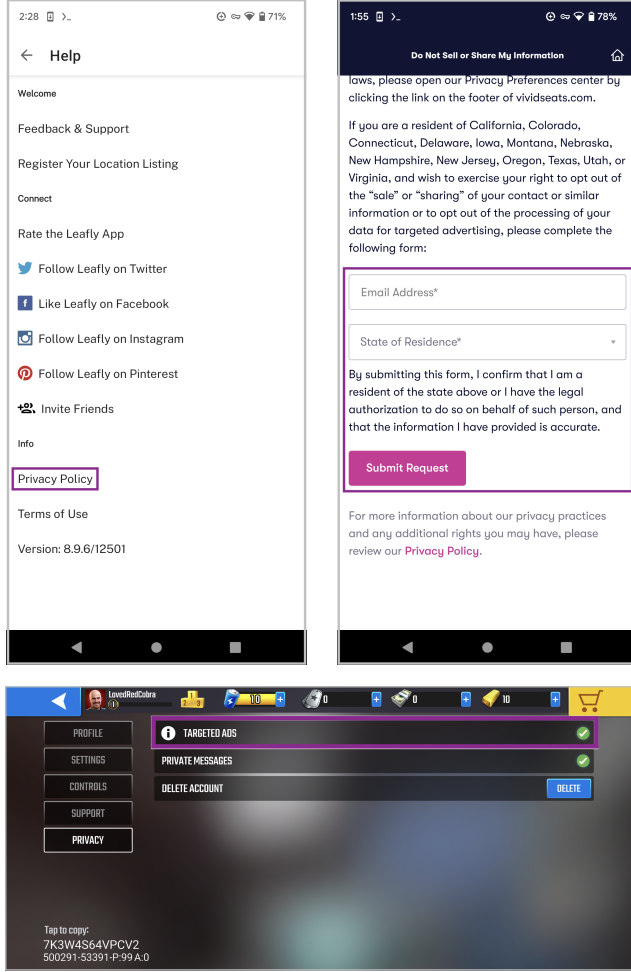 2:28
71%
Help
Welcome
Feedback & Support
Register Your Location Listing
Connect
Rate the Leafly App
Follow Leafly on Twitter
f Like Leafly on Facebook
Follow Leafly on Instagram
Follow Leafly on Pinterest
Invite Friends
Info
Privacy Policy
Terms of Use
Version: 8.9.6/12501
1:55
78%
Do Not Sell or Share My Information
laws, please open our Privacy Preferences center by
clicking the link on the footer of vividseats.com.
If you are a resident of California, Colorado,
Connecticut, Delaware, Iowa, Montana, Nebraska,
New Hampshire, New Jersey, Oregon, Texas, Utah, or
Virginia, and wish to exercise your right to opt out of
the “sale” or “sharing” of your contact or similar
information or to opt out of the processing of your
data for targeted advertising, please complete the
following form:
Email Address*
State of Residence*
By submitting this form, I confirm that I am a
resident of the state above or I have the legal
authorization to do so on behalf of such person, and
that the information I have provided is accurate.
Submit Request
For more information about our privacy practices
and any additional rights you may have, please
review our Privacy Policy.
LovedRedCobra
2 1 3
10 +
0 +
0 +
10 +
PROFILE
SETTINGS
CONTROLS
SUPPORT
PRIVACY
i TARGETED ADS
PRIVATE MESSAGES
DELETE ACCOUNT
DELETE
Tap to copy:
7K3W4S64VPCV2
500291-53391-P:99 A:0